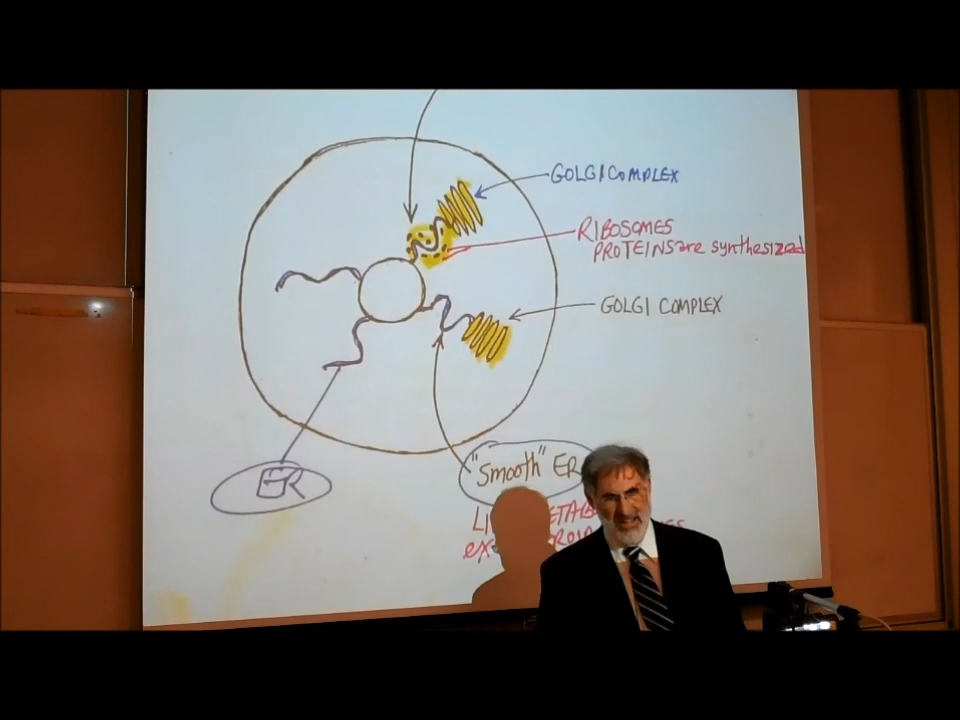 GOLGI COMPLEX
RIBOSOMES
PROTEINS are synthesized
GOLGI COMPLEX
"Smooth" ER
ER